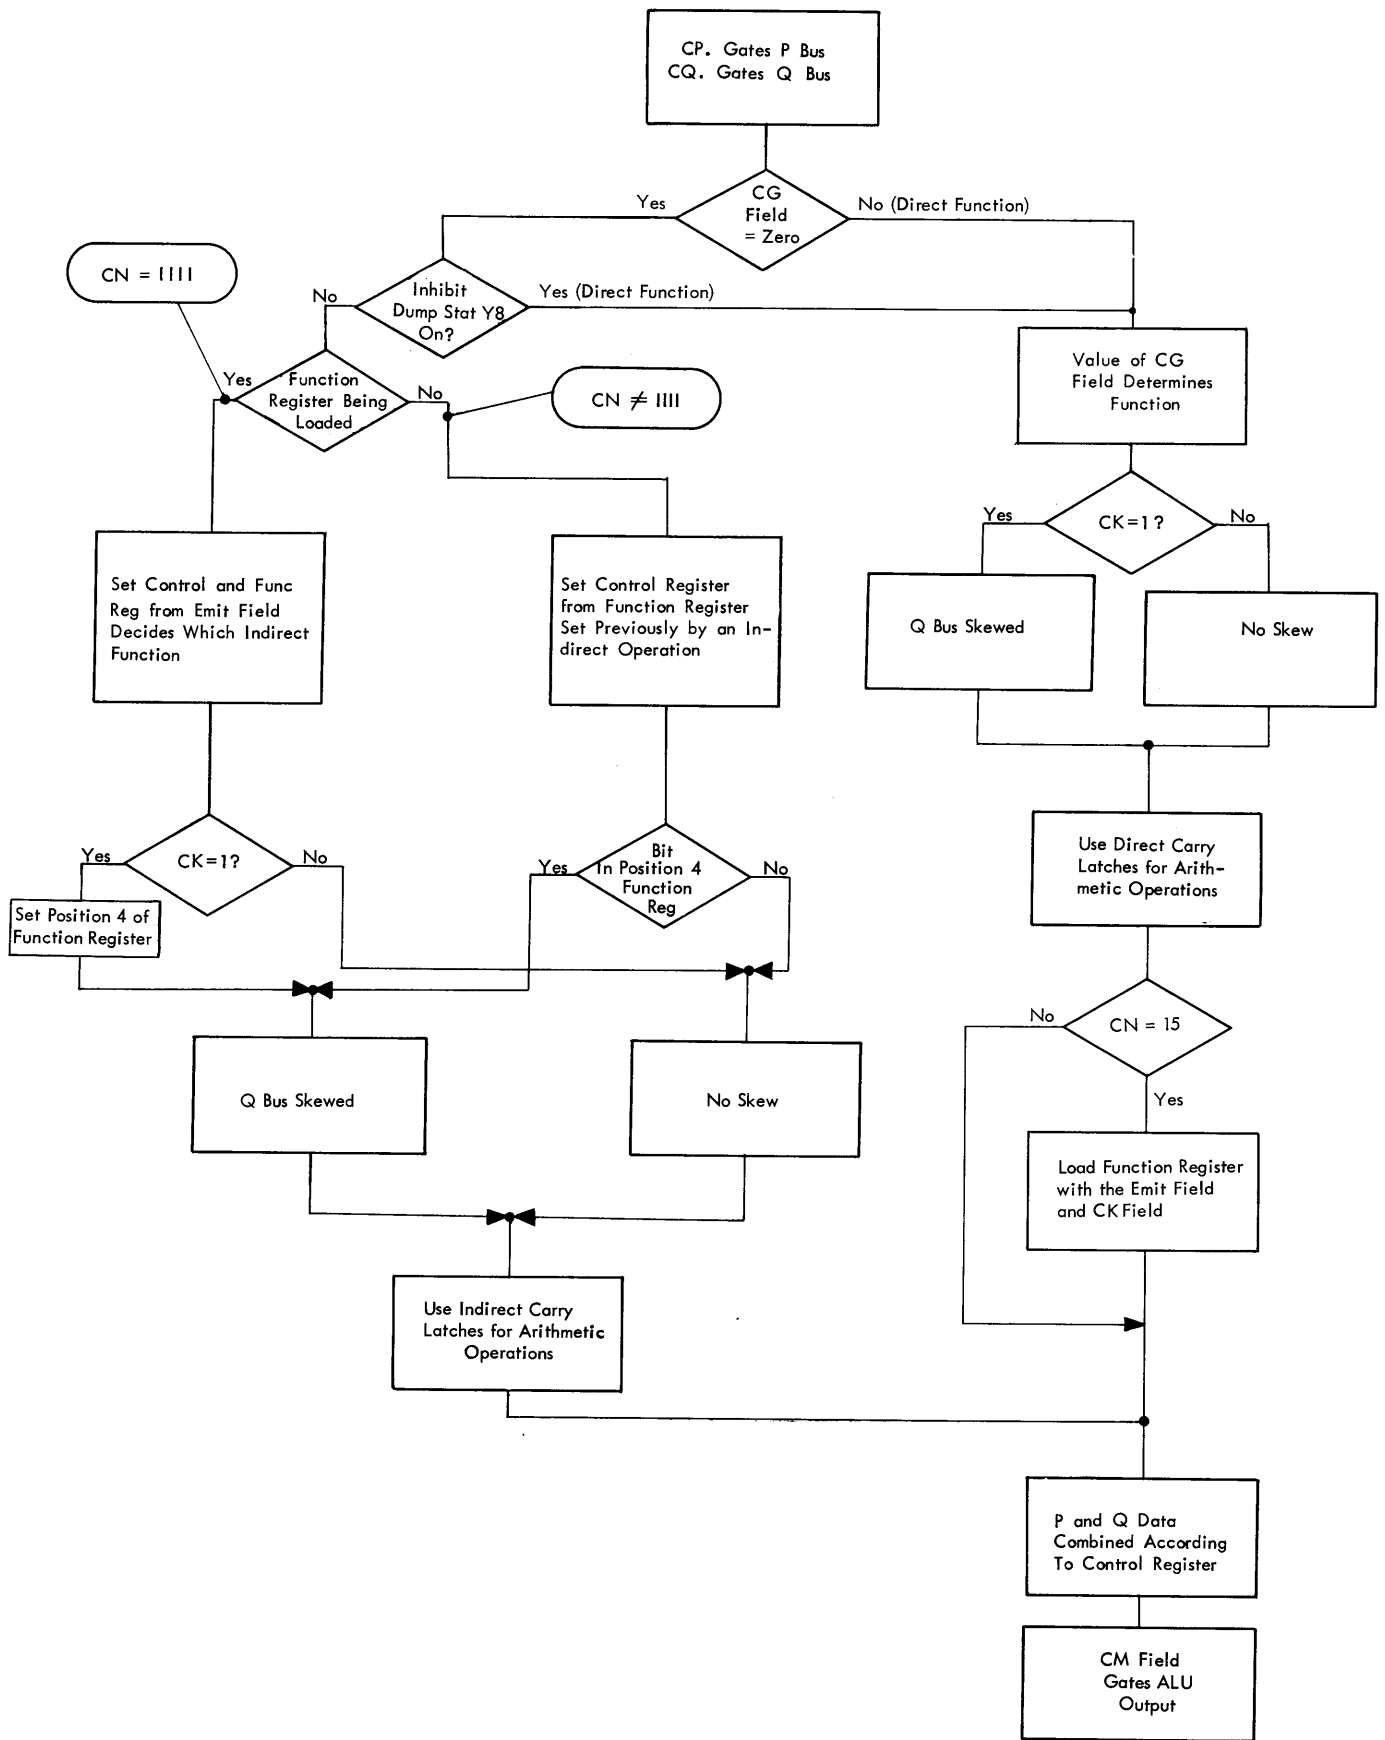 CP. Gates P Bus
CQ. Gates Q Bus
CG
Field
= Zero
Yes
No (Direct Function)
CN = 1111
Inhibit
Dump Stat Y8
On?
No
Yes (Direct Function)
Value of CG
Field Determines
Function
Function
Register Being
Loaded
Yes
No
CN ≠ 1111
CK=1?
Yes
No
Set Control and Func
Reg from Emit Field
Decides Which Indirect
Function
Set Control Register
from Function Register
Set Previously by an In-
direct Operation
Q Bus Skewed
No Skew
CK=1?
Yes
No
Bit
In Position 4
Function
Reg
Yes
No
Use Direct Carry
Latches for Arith-
metic Operations
Set Position 4 of
Function Register
CN = 15
No
Yes
Q Bus Skewed
No Skew
Load Function Register
with the Emit Field
and CK Field
Use Indirect Carry
Latches for Arithmetic
Operations
P and Q Data
Combined According
To Control Register
CM Field
Gates ALU
Output